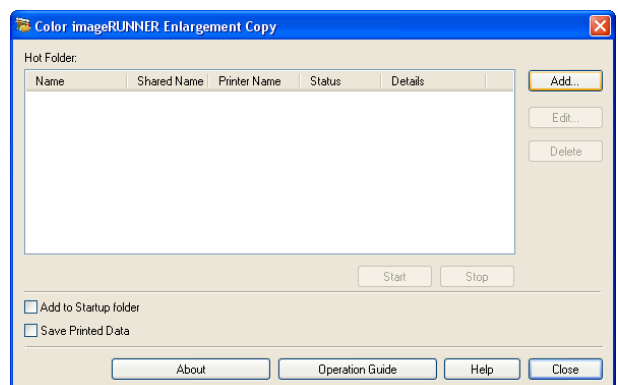 Color imageRUNNER Enlargement Copy
Hot Folder:
Name Shared Name Printer Name Status Details
Add...
Edit...
Delete
Start Stop
Add to Startup folder
Save Printed Data
About Operation Guide Help Close